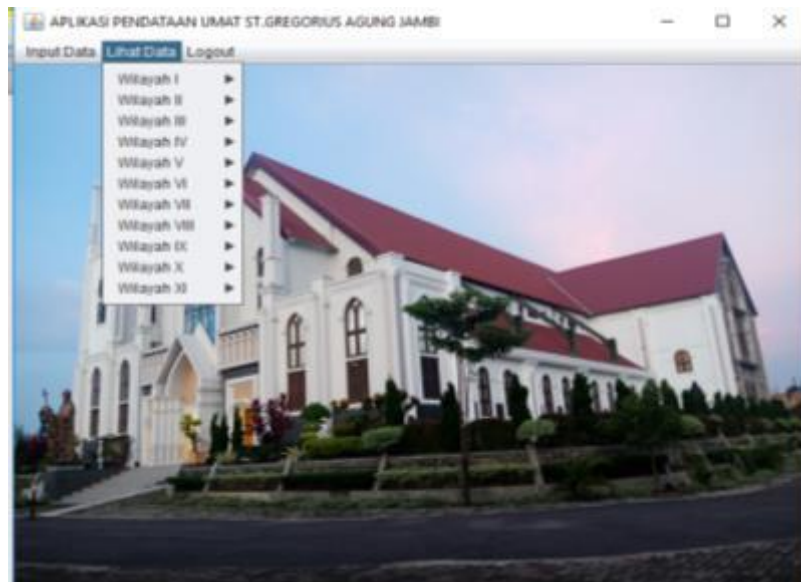 APLIKASI PENDATAAN UMAT ST.GREGORIUS AGUNG JAMBI
Input Data Lihat Data Logout
Wilayah I
Wilayah II
Wilayah III
Wilayah IV
Wilayah V
Wilayah VI
Wilayah VII
Wilayah VIII
Wilayah IX
Wilayah X
Wilayah XI